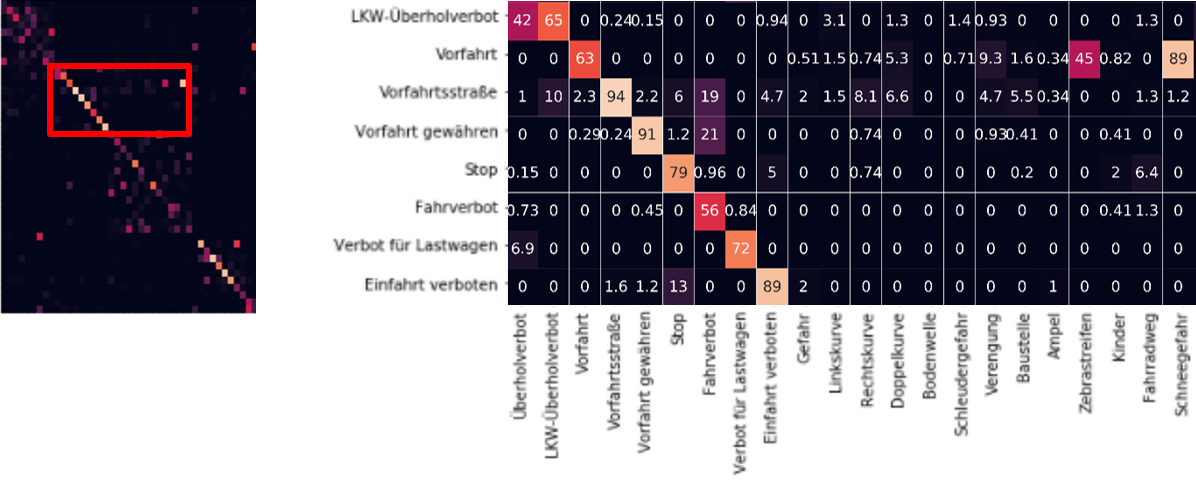 LKW-Überholverbot 42 65 0 0.24 0.15 0 0 0 0.94 0 3.1 0 1.3 0 1.4 0.93 0 0 0 0 1.3 0
Vorfahrt 0 0 63 0 0 0 0 0 0 0.51 1.5 0.74 5.3 0 0.71 9.3 1.6 0.34 45 0.82 0 89
Vorfahrtsstraße 1 10 2.3 94 2.2 6 19 0 4.7 2 1.5 8.1 6.6 0 0 4.7 5.5 0.34 0 0 1.3 1.2
Vorfahrt gewähren 0 0 0.29 0.24 91 1.2 21 0 0 0 0 0.74 0 0 0 0.93 0.41 0 0 0.41 0 0
Stop 0.15 0 0 0 0 79 0.96 0 5 0 0 0.74 0 0 0 0 0.2 0 0 2 6.4 0
Fahrverbot 0.73 0 0 0 0.45 0 56 0.84 0 0 0 0 0 0 0 0 0 0 0 0.41 1.3 0
Verbot für Lastwagen 6.9 0 0 0 0 0 0 72 0 0 0 0 0 0 0 0 0 0 0 0 0 0
Einfahrt verboten 0 0 0 1.6 1.2 13 0 0 89 2 0 0 0 0 0 0 0 1 0 0 0 0
Überholverbot
LKW-Überholverbot
Vorfahrt
Vorfahrtsstraße
Vorfahrt gewähren
Stop
Fahrverbot
Verbot für Lastwagen
Einfahrt verboten
Gefahr
Linkskurve
Rechtskurve
Doppelkurve
Bodenwelle
Schleudergefahr
Verengung
Baustelle
Ampel
Zebrastreifen
Kinder
Fahrradweg
Schneegefahr